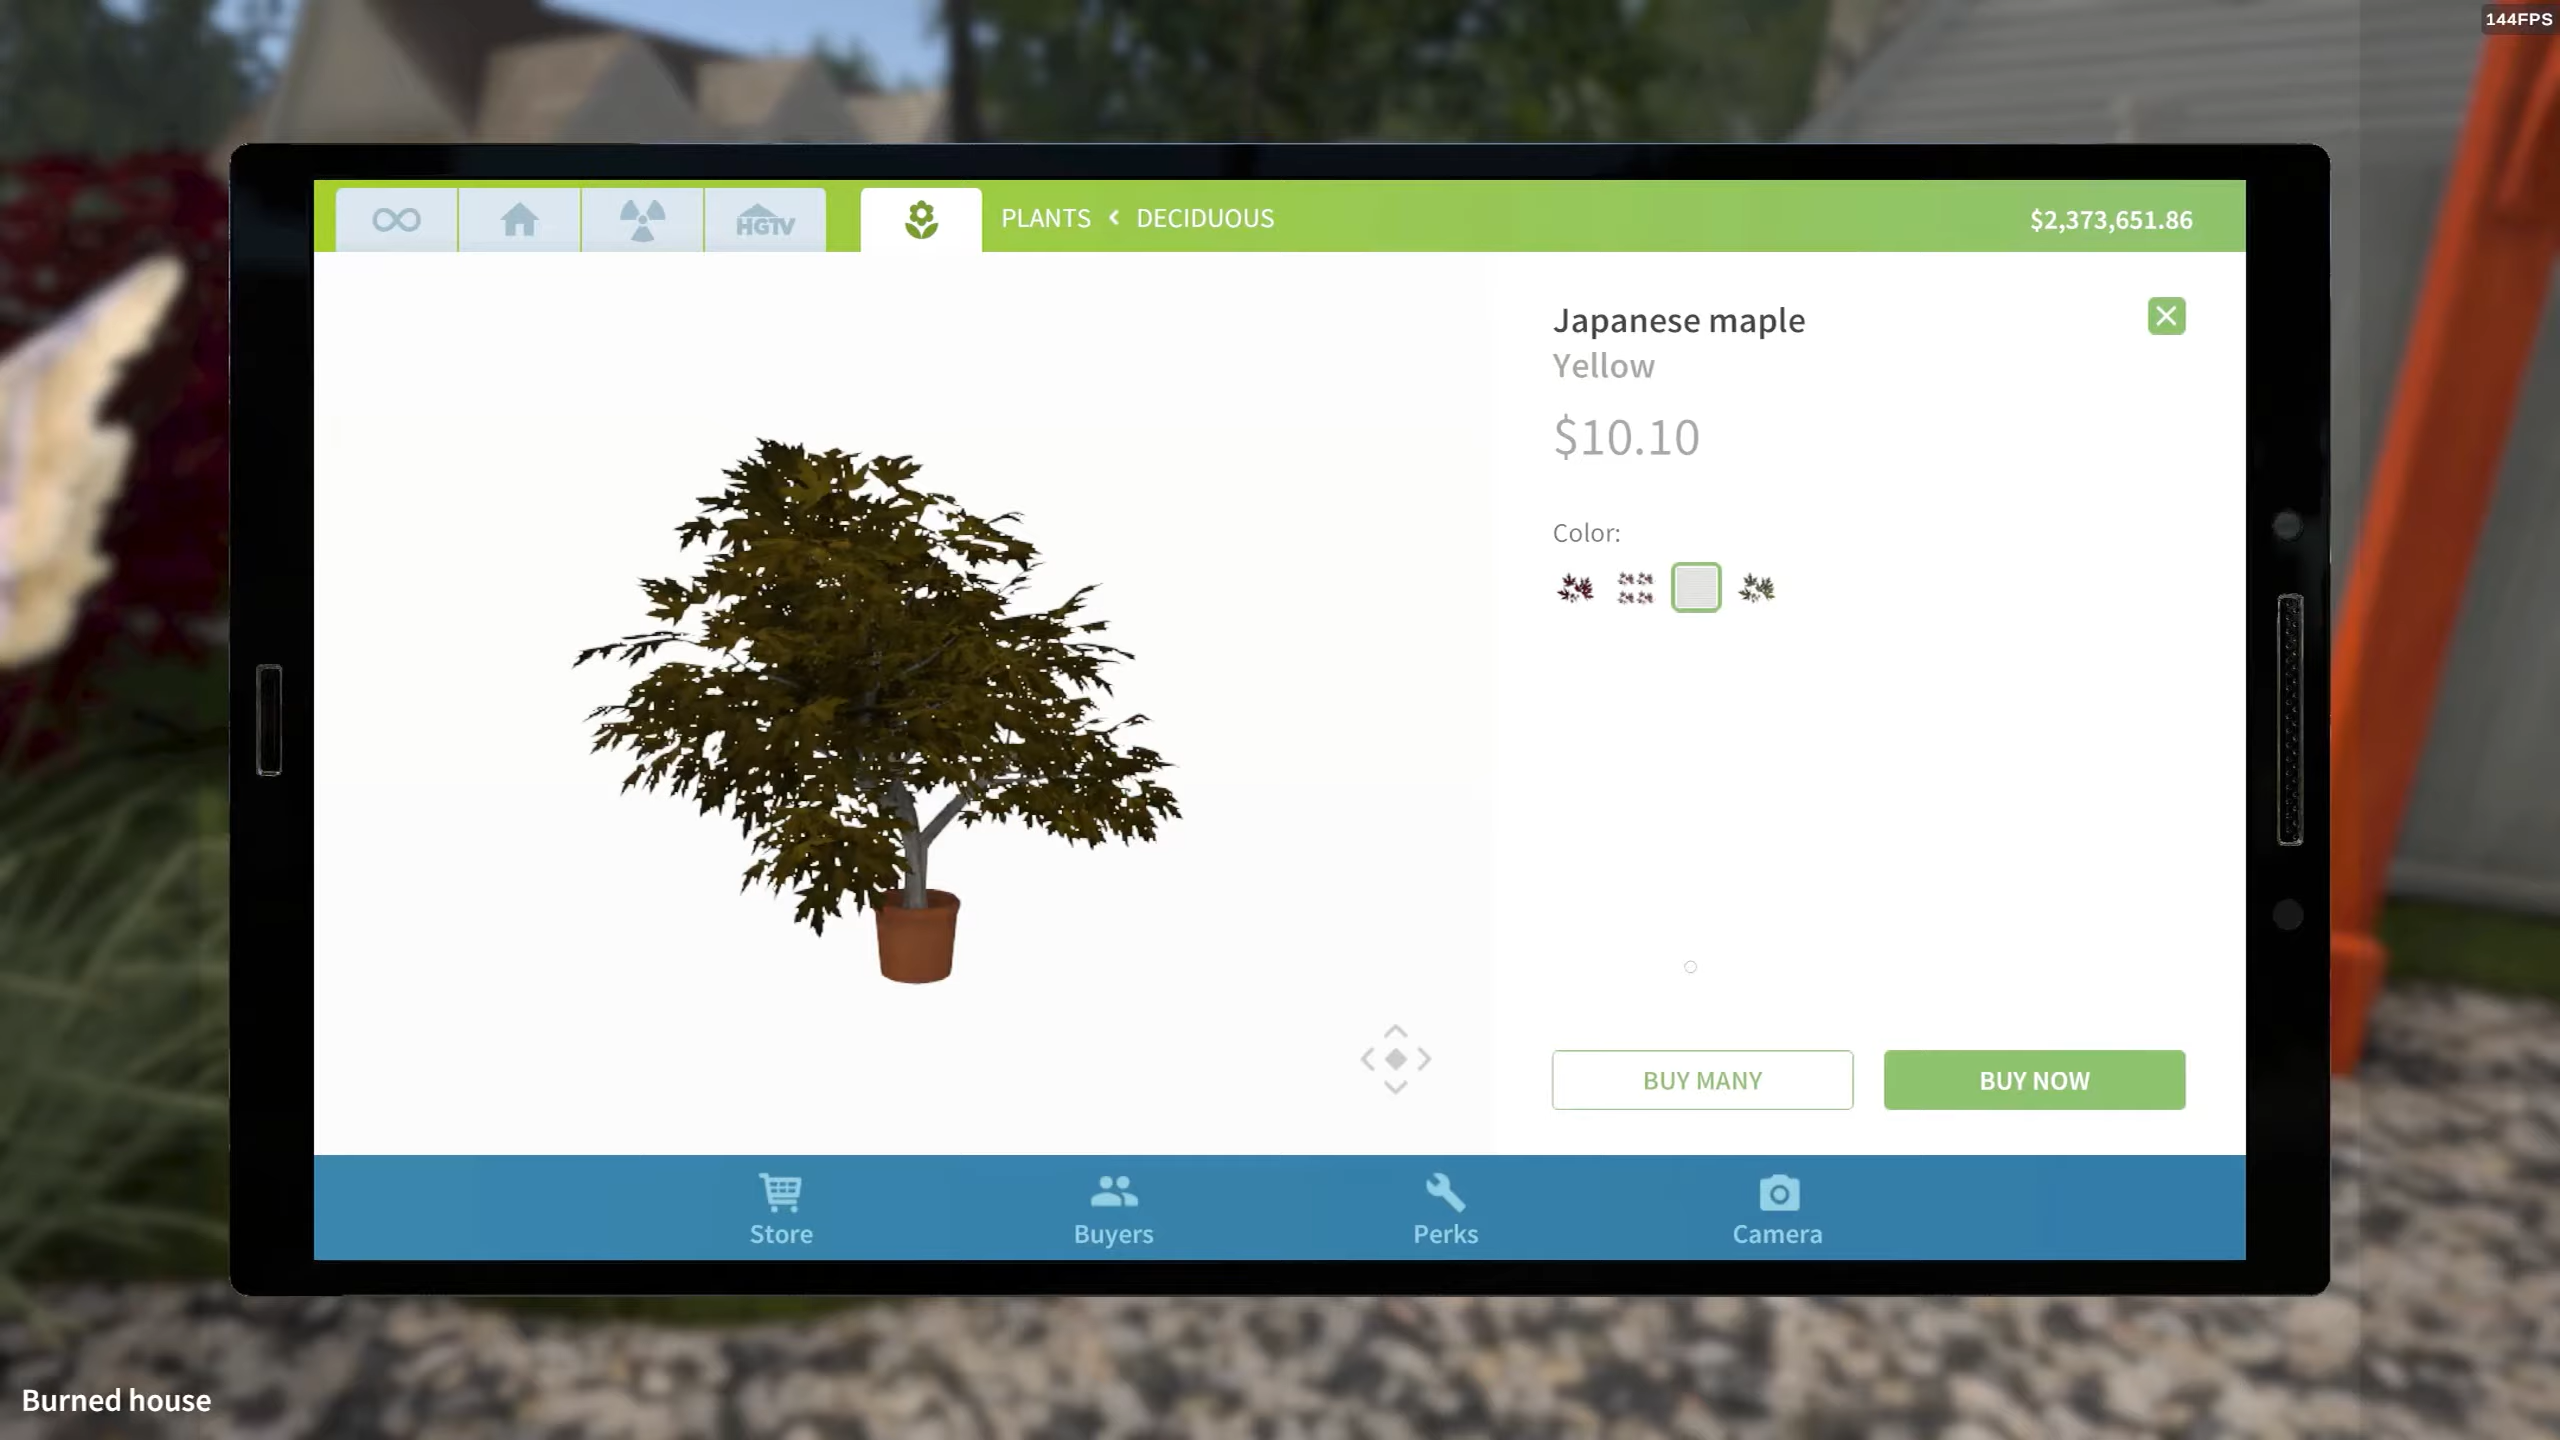 144FPS
HGTV
PLANTS < DECIDUOUS
$2,373,651.86
Japanese maple
Yellow
$10.10
Color:
BUY MANY
BUY NOW
Store
Buyers
Perks
Camera
Burned house